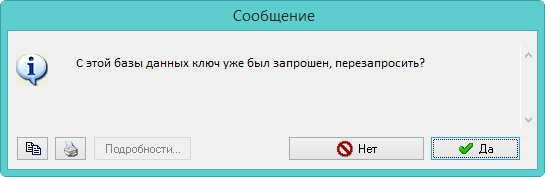 Сообщение
С этой базы данных ключ уже был запрошен, перезапросить?
Подробности...
Нет
Да